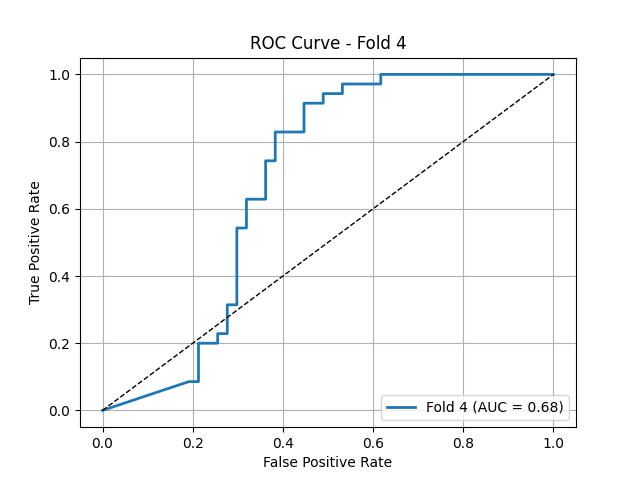 ROC Curve - Fold 4
True Positive Rate
1.0
0.8
0.6
0.4
0.2
0.0
Fold 4 (AUC = 0.68)
0.0 0.2 0.4 0.6 0.8 1.0
False Positive Rate